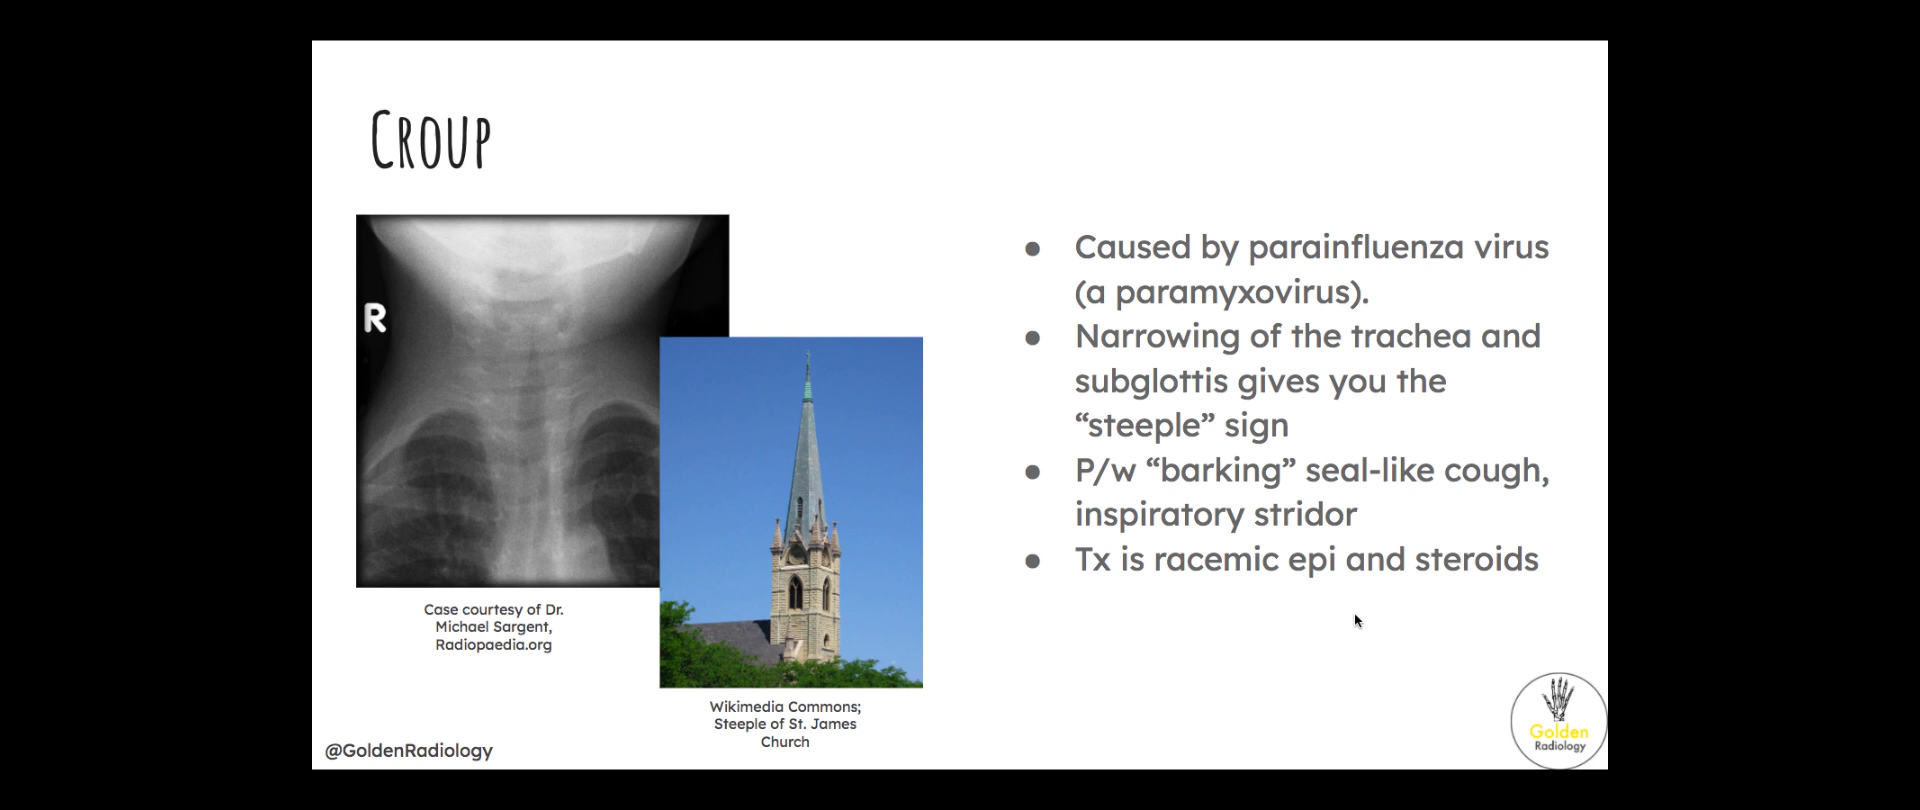 Croup
R
Case courtesy of Dr.
Michael Sargent,
Radiopaedia.org
Wikimedia Commons;
Steeple of St. James
Church
● Caused by parainfluenza virus
(a paramyxovirus).
● Narrowing of the trachea and
subglottis gives you the
“steeple” sign
● P/w “barking” seal-like cough,
inspiratory stridor
● Tx is racemic epi and steroids
@GoldenRadiology
Golden
Radiology